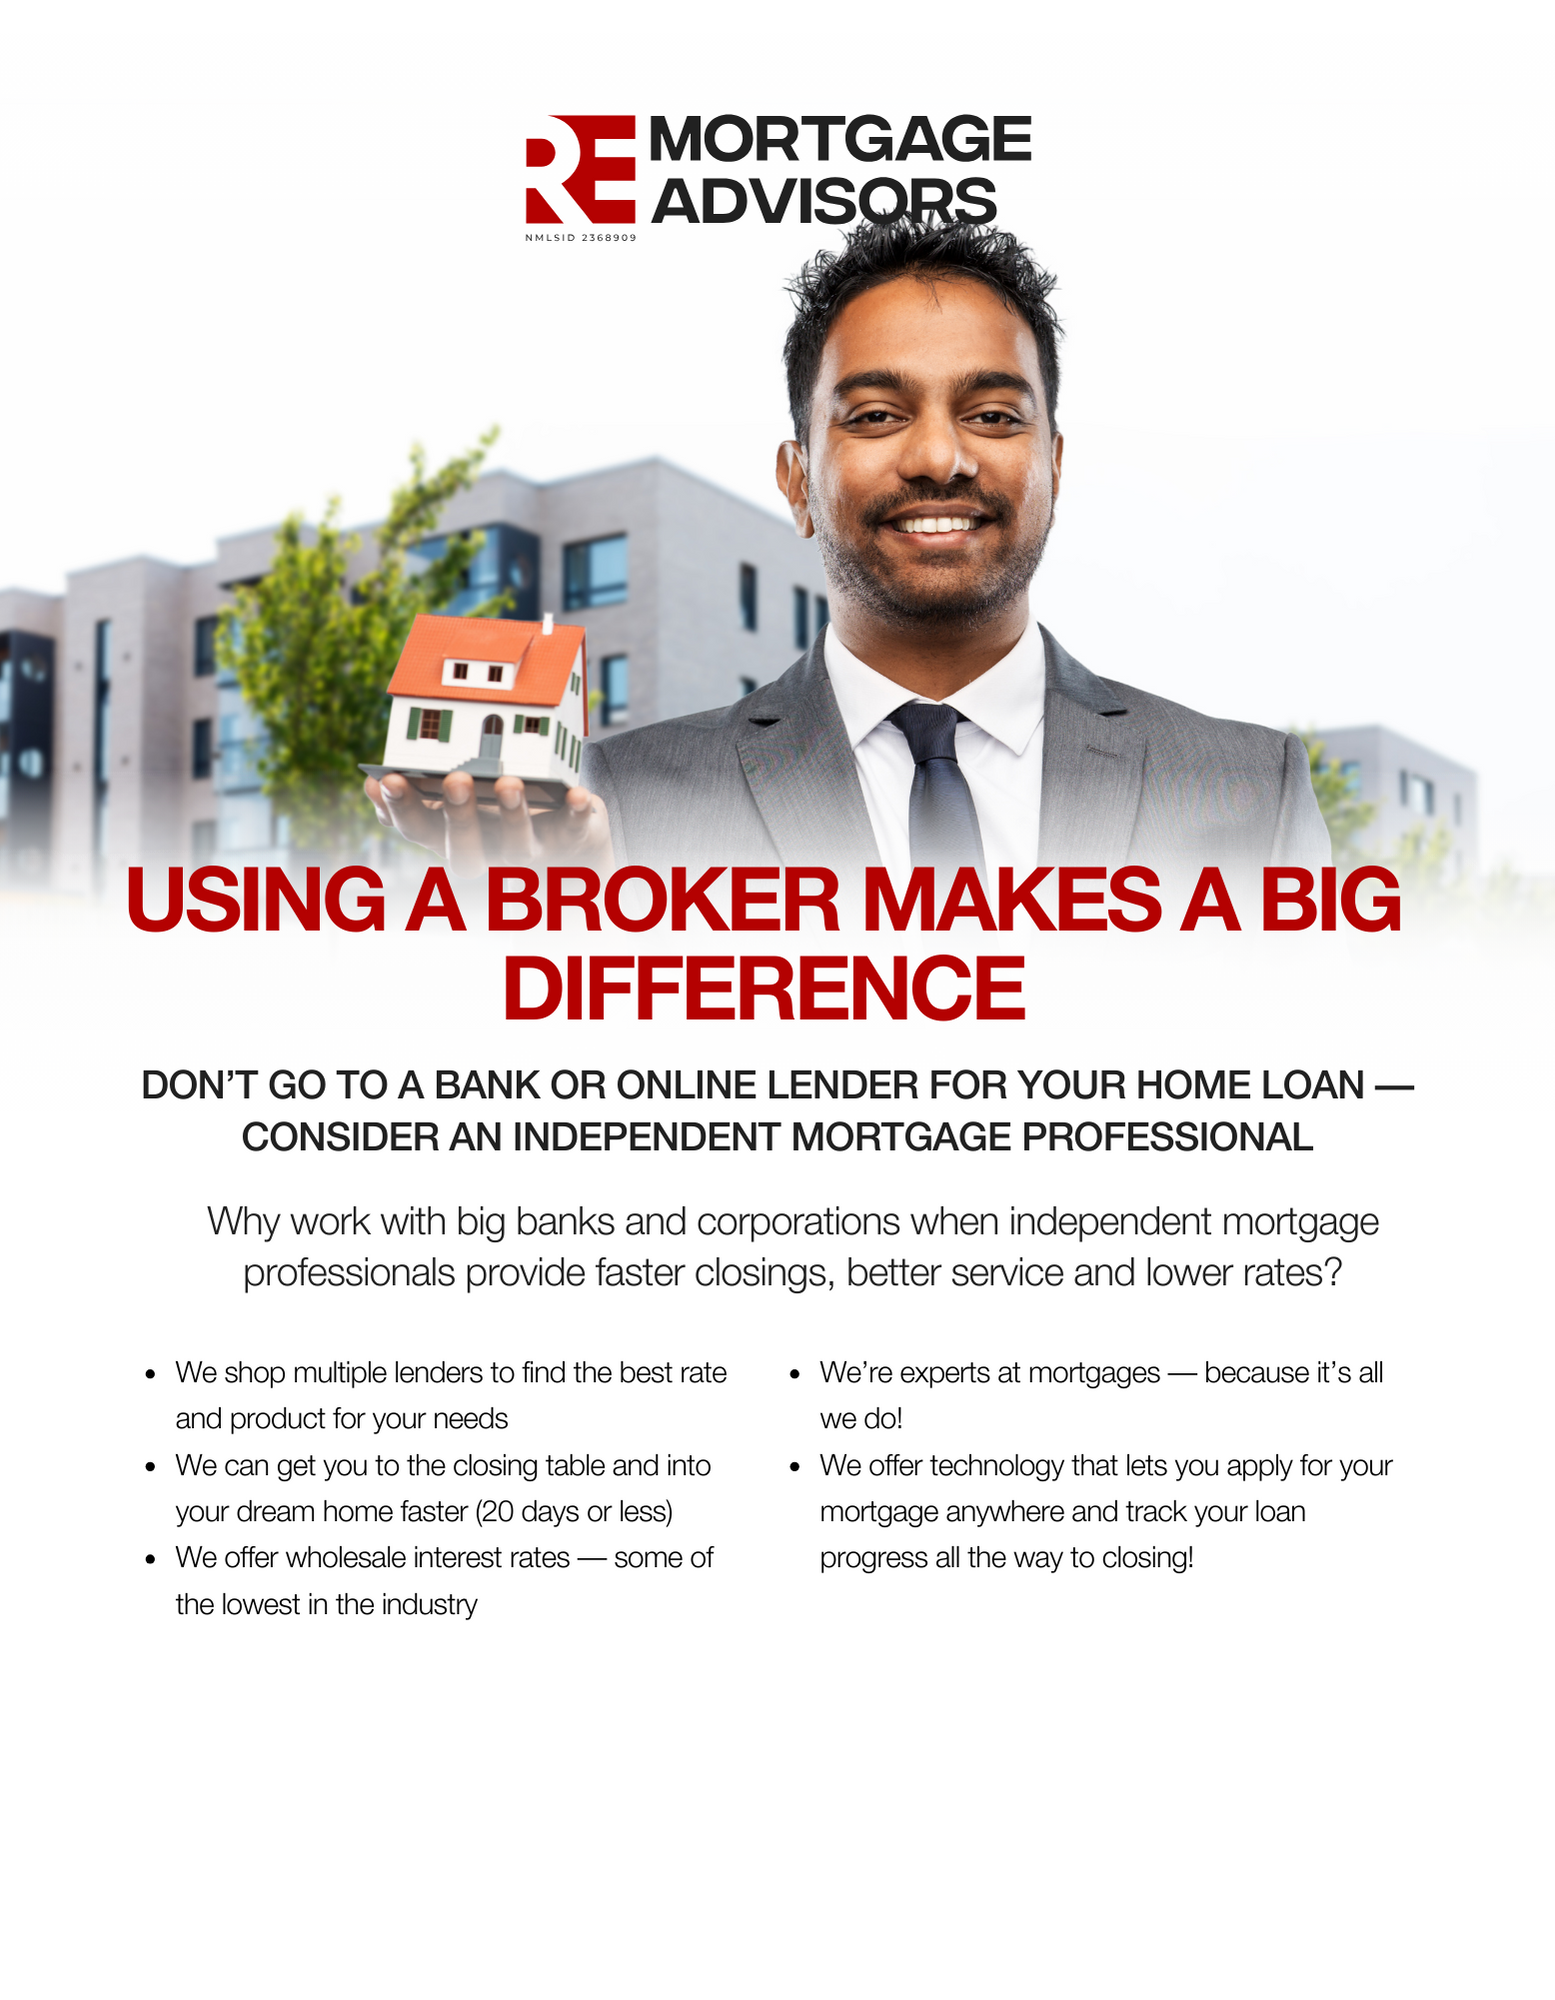 RE MORTGAGE
ADVISORS
NMLSID 2368909
USING A BROKER MAKES A BIG
DIFFERENCE
DON’T GO TO A BANK OR ONLINE LENDER FOR YOUR HOME LOAN —
CONSIDER AN INDEPENDENT MORTGAGE PROFESSIONAL
Why work with big banks and corporations when independent mortgage
professionals provide faster closings, better service and lower rates?
• We shop multiple lenders to find the best rate
and product for your needs
• We can get you to the closing table and into
your dream home faster (20 days or less)
• We offer wholesale interest rates — some of
the lowest in the industry
• We’re experts at mortgages — because it’s all
we do!
• We offer technology that lets you apply for your
mortgage anywhere and track your loan
progress all the way to closing!